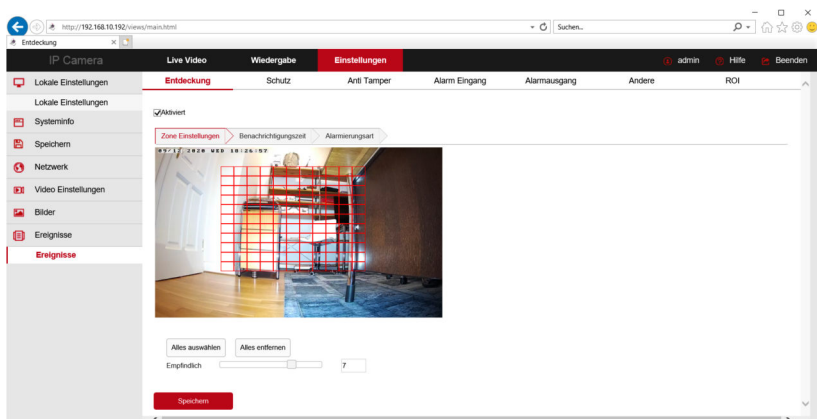 http://192.168.10.192/views/main.html
Suchen...
Entdeckung
IP Camera
Live Video
Wiedergabe
Einstellungen
admin
Hilfe
Beenden
Lokale Einstellungen
Entdeckung
Schutz
Anti Tamper
Alarm Eingang
Alarmausgang
Andere
ROI
Lokale Einstellungen
Systeminfo
Speichern
Netzwerk
Video Einstellungen
Bilder
Ereignisse
Ereignisse
Aktiviert
Zone Einstellungen
Benachrichtigungszeit
Alarmierungsart
Alles auswählen
Alles entfernen
Empfindlich
7
Speichern